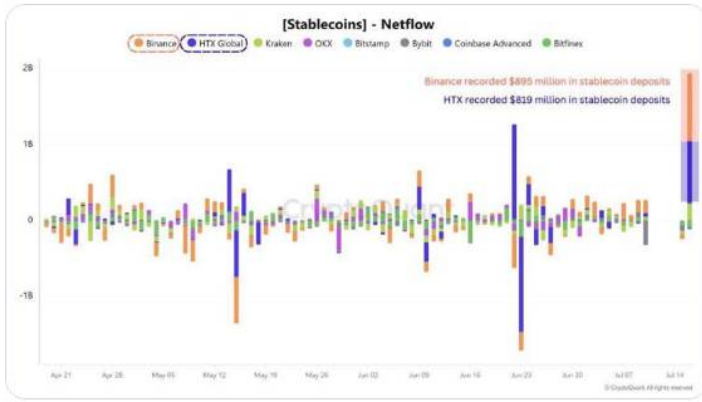 [Stablecoins] - Netflow
Binance HTX Global Kraken OKX Bitstamp Bybit Coinbase Advanced Bitfinex
2B
Binance recorded $895 million in stablecoin deposits
HTX recorded $819 million in stablecoin deposits
1B
CryptoQuant
0
-1B
Apr 21 Apr 28 May 05 May 12 May 19 May 26 Jun 02 Jun 09 Jun 16 Jun 23 Jun 30 Jul 07 Jul 14
© CryptoQuant. All rights reserved